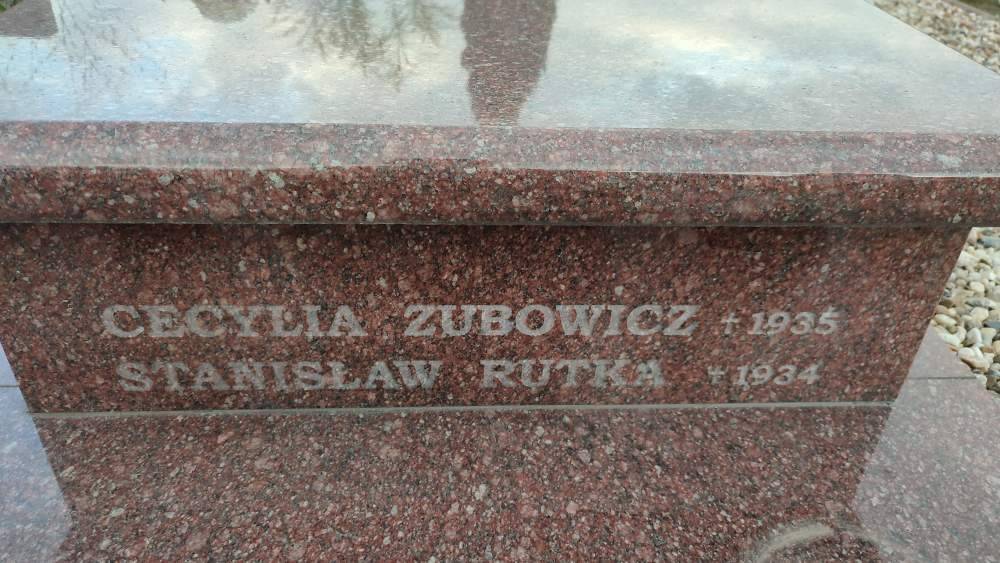 CECYLIA ZUBOWICZ †1935
STANISŁAW RUTKA †1934